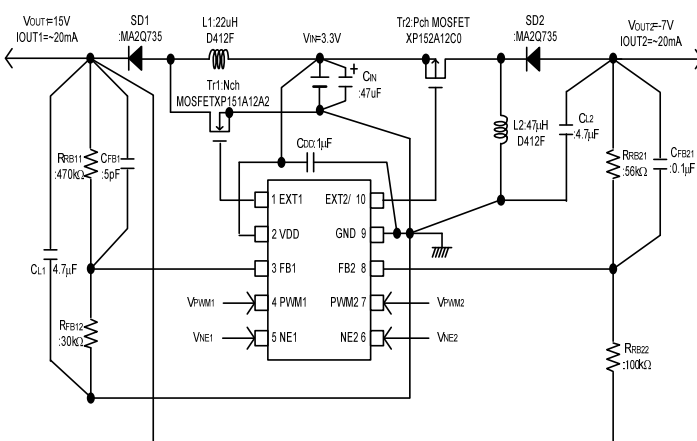 VOUT1=15V
IOUT1=~20mA
SD1
:MA2Q735
L1:22uH
D412F
VIN=3.3V
Tr2:Pch MOSFET
XP152A12C0
SD2
:MA2Q735
VOUT2=-7V
IOUT2=~20mA
Tr1:Nch
MOSFETXP151A12A2
+
CIN
:47uF
L2:47μH
D412F
CL2
:4.7μF
RRB11
:470kΩ
CFB1
:5pF
CDD:1μF
RRB21
:56kΩ
CFB21
:0.1μF
1 EXT1
EXT2/ 10
2 VDD
GND 9
3 FB1
FB2 8
CL1
4.7μF
VPWM1
4 PWM1
PWM2 7
VPWM2
RFB12
:30kΩ
VNE1
5 NE1
NE2 6
VNE2
RRB22
:100kΩ